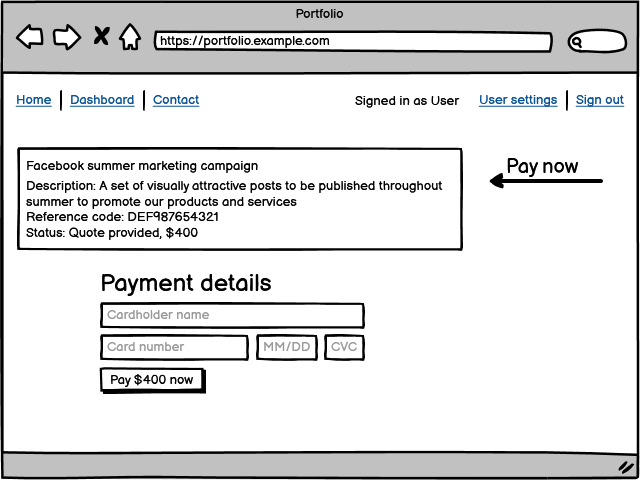 Portfolio
https://portfolio.example.com
Home Dashboard Contact Signed in as User User settings Sign out
Facebook summer marketing campaign
Description: A set of visually attractive posts to be published throughout
summer to promote our products and services
Reference code: DEF987654321
Status: Quote provided, $400
Pay now
Payment details
Cardholder name
Card number MM/DD CVC
Pay $400 now